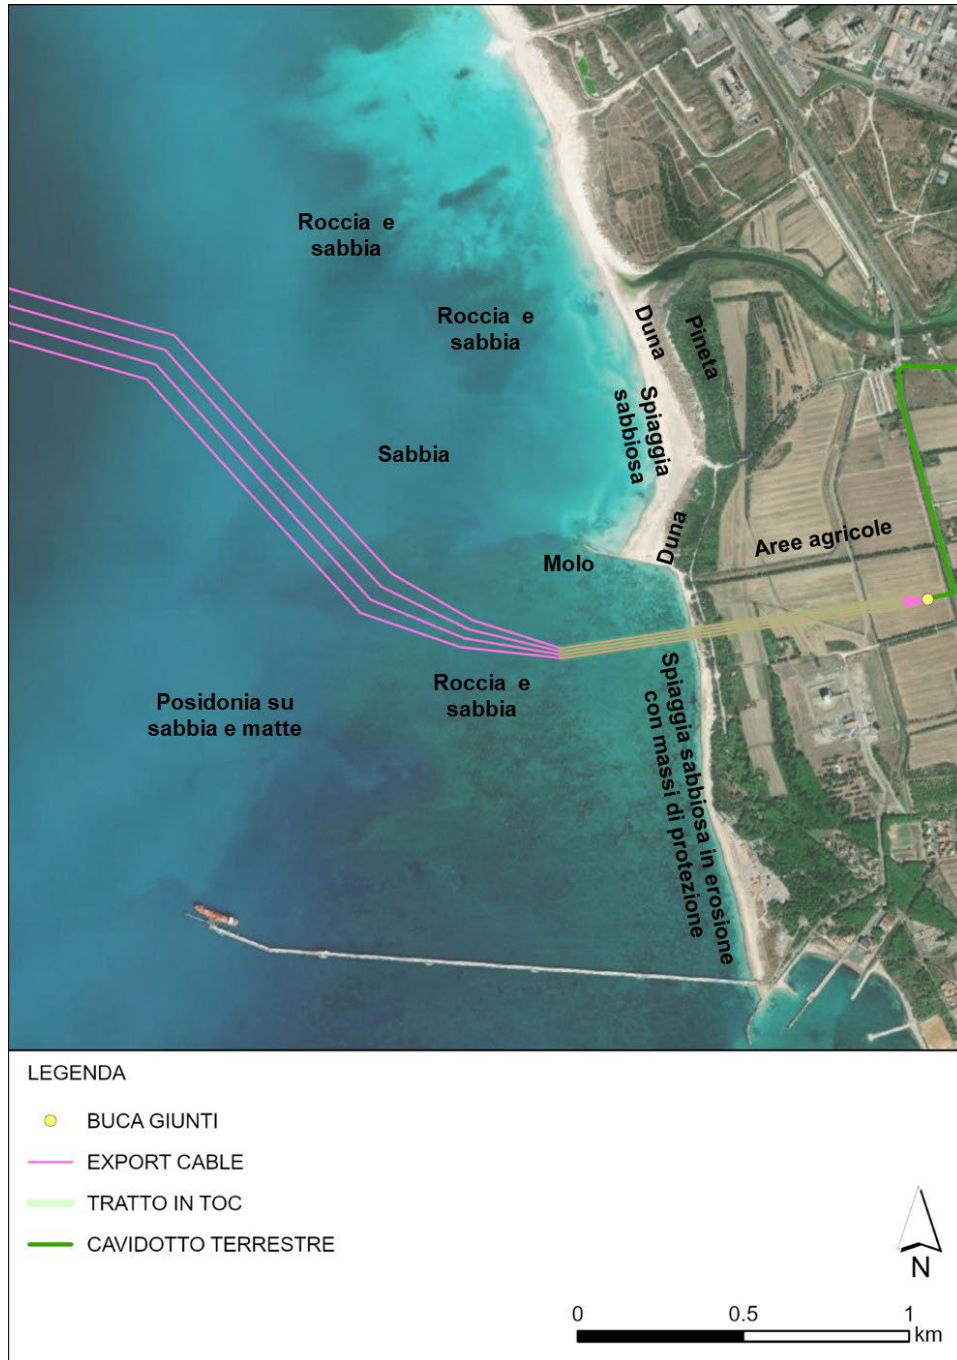 Roccia e
sabbia
Roccia e
sabbia
Duna
Pineta
Spiaggia
sabbiosa
Sabbia
Duna
Aree agricole
Molo
Roccia e
sabbia
Posidonia su
sabbia e matte
Spiaggia sabbiosa in erosione
con massi di protezione
LEGENDA
BUCA GIUNTI
EXPORT CABLE
TRATTO IN TOC
CAVIDOTTO TERRESTRE
N
0 0.5 1
km